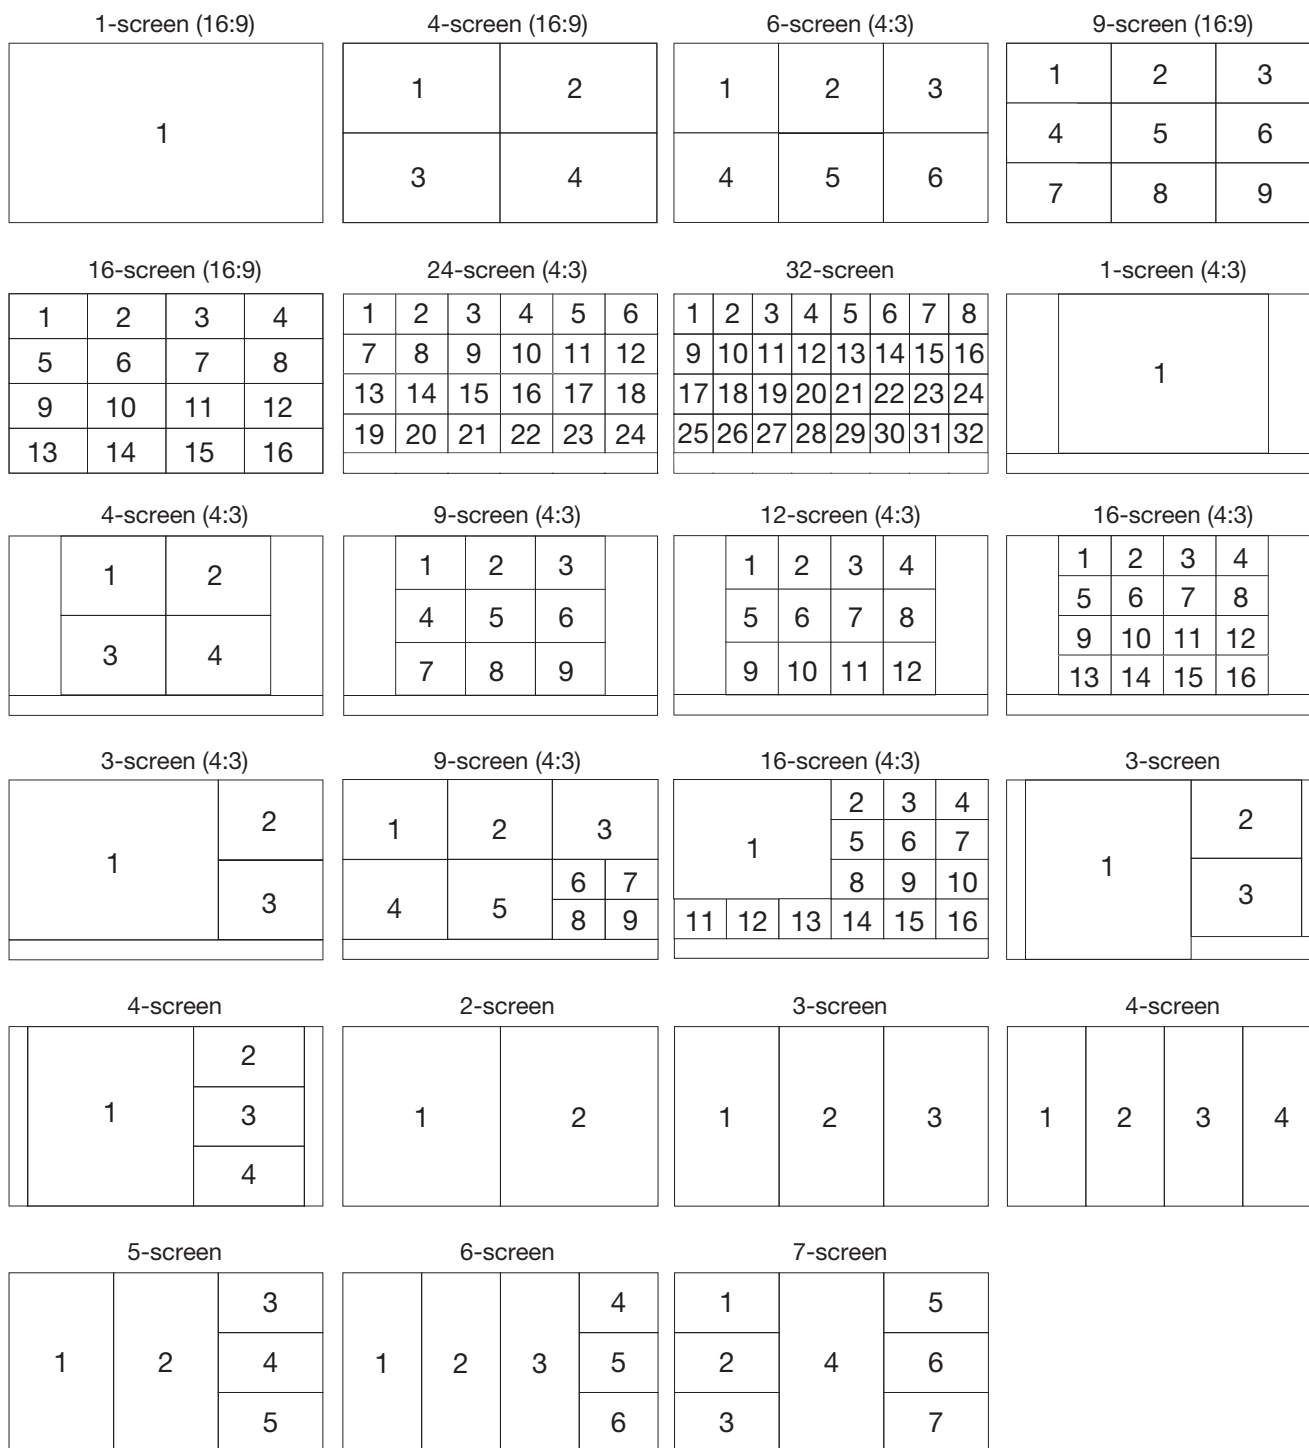 1-screen (16:9)
1
4-screen (16:9)
1 2
3 4
6-screen (4:3)
1 2 3
4 5 6
9-screen (16:9)
1 2 3
4 5 6
7 8 9
16-screen (16:9)
1 2 3 4
5 6 7 8
9 10 11 12
13 14 15 16
24-screen (4:3)
1 2 3 4 5 6
7 8 9 10 11 12
13 14 15 16 17 18
19 20 21 22 23 24
32-screen
1 2 3 4 5 6 7 8
9 10 11 12 13 14 15 16
17 18 19 20 21 22 23 24
25 26 27 28 29 30 31 32
1-screen (4:3)
1
4-screen (4:3)
1 2
3 4
9-screen (4:3)
1 2 3
4 5 6
7 8 9
12-screen (4:3)
1 2 3 4
5 6 7 8
9 10 11 12
16-screen (4:3)
1 2 3 4
5 6 7 8
9 10 11 12
13 14 15 16
3-screen (4:3)
2
1
3
9-screen (4:3)
1 2 3
6 7
4 5
8 9
16-screen (4:3)
2 3 4
1
5 6 7
8 9 10
11 12 13 14 15 16
3-screen
2
1
3
4-screen
2
1 3
4
2-screen
1 2
3-screen
1 2 3
4-screen
1 2 3 4
5-screen
3
1 2 4
5
6-screen
4
1 2 3 5
6
7-screen
1 5
2 4 6
3 7